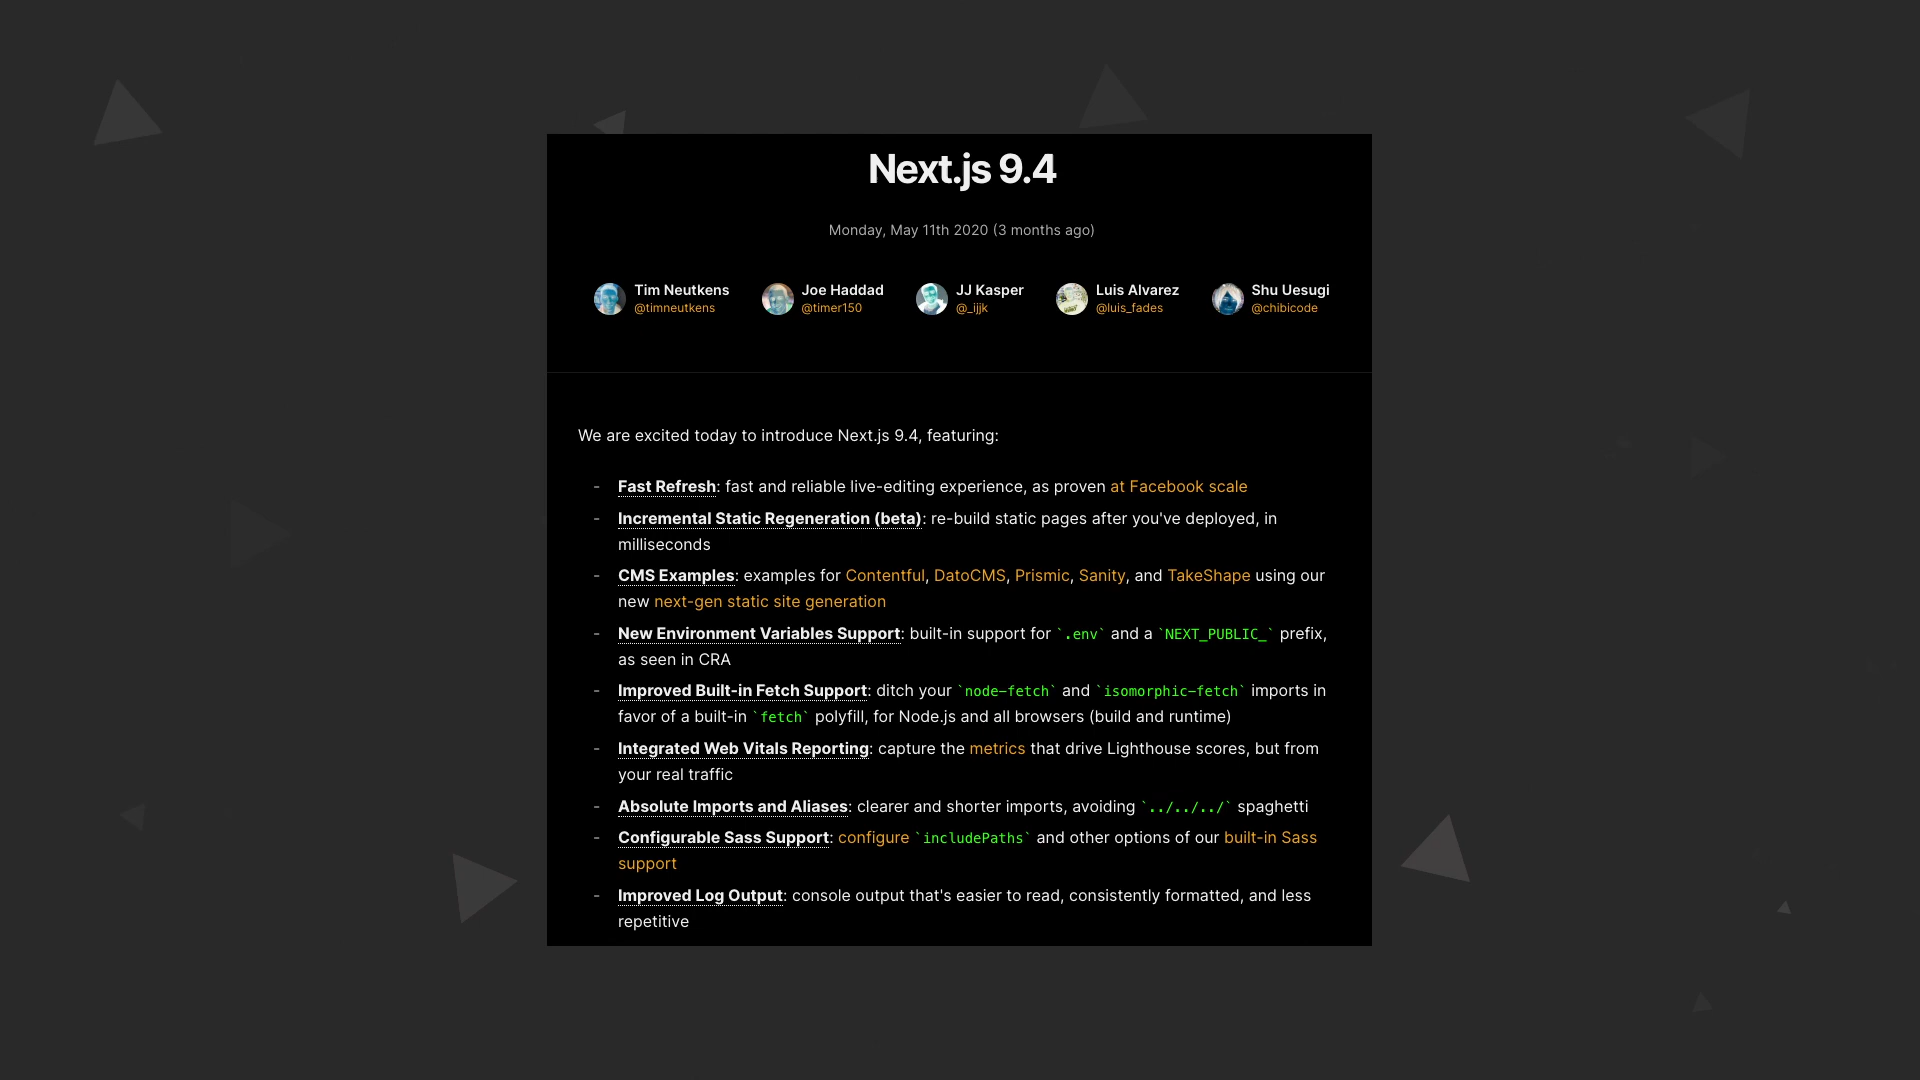 Next.js 9.4
Monday, May 11th 2020 (3 months ago)
Tim Neutkens
@timneutkens
Joe Haddad
@timer150
JJ Kasper
@_ijjk
Luis Alvarez
@luis_fades
Shu Uesugi
@chibicode
We are excited today to introduce Next.js 9.4, featuring:
- Fast Refresh: fast and reliable live-editing experience, as proven at Facebook scale
- Incremental Static Regeneration (beta): re-build static pages after you've deployed, in
milliseconds
- CMS Examples: examples for Contentful, DatoCMS, Prismic, Sanity, and TakeShape using our
new next-gen static site generation
- New Environment Variables Support: built-in support for `.env` and a `NEXT_PUBLIC_` prefix,
as seen in CRA
- Improved Built-in Fetch Support: ditch your `node-fetch` and `isomorphic-fetch` imports in
favor of a built-in `fetch` polyfill, for Node.js and all browsers (build and runtime)
- Integrated Web Vitals Reporting: capture the metrics that drive Lighthouse scores, but from
your real traffic
- Absolute Imports and Aliases: clearer and shorter imports, avoiding `../../../` spaghetti
- Configurable Sass Support: configure `includePaths` and other options of our built-in Sass
support
- Improved Log Output: console output that's easier to read, consistently formatted, and less
repetitive